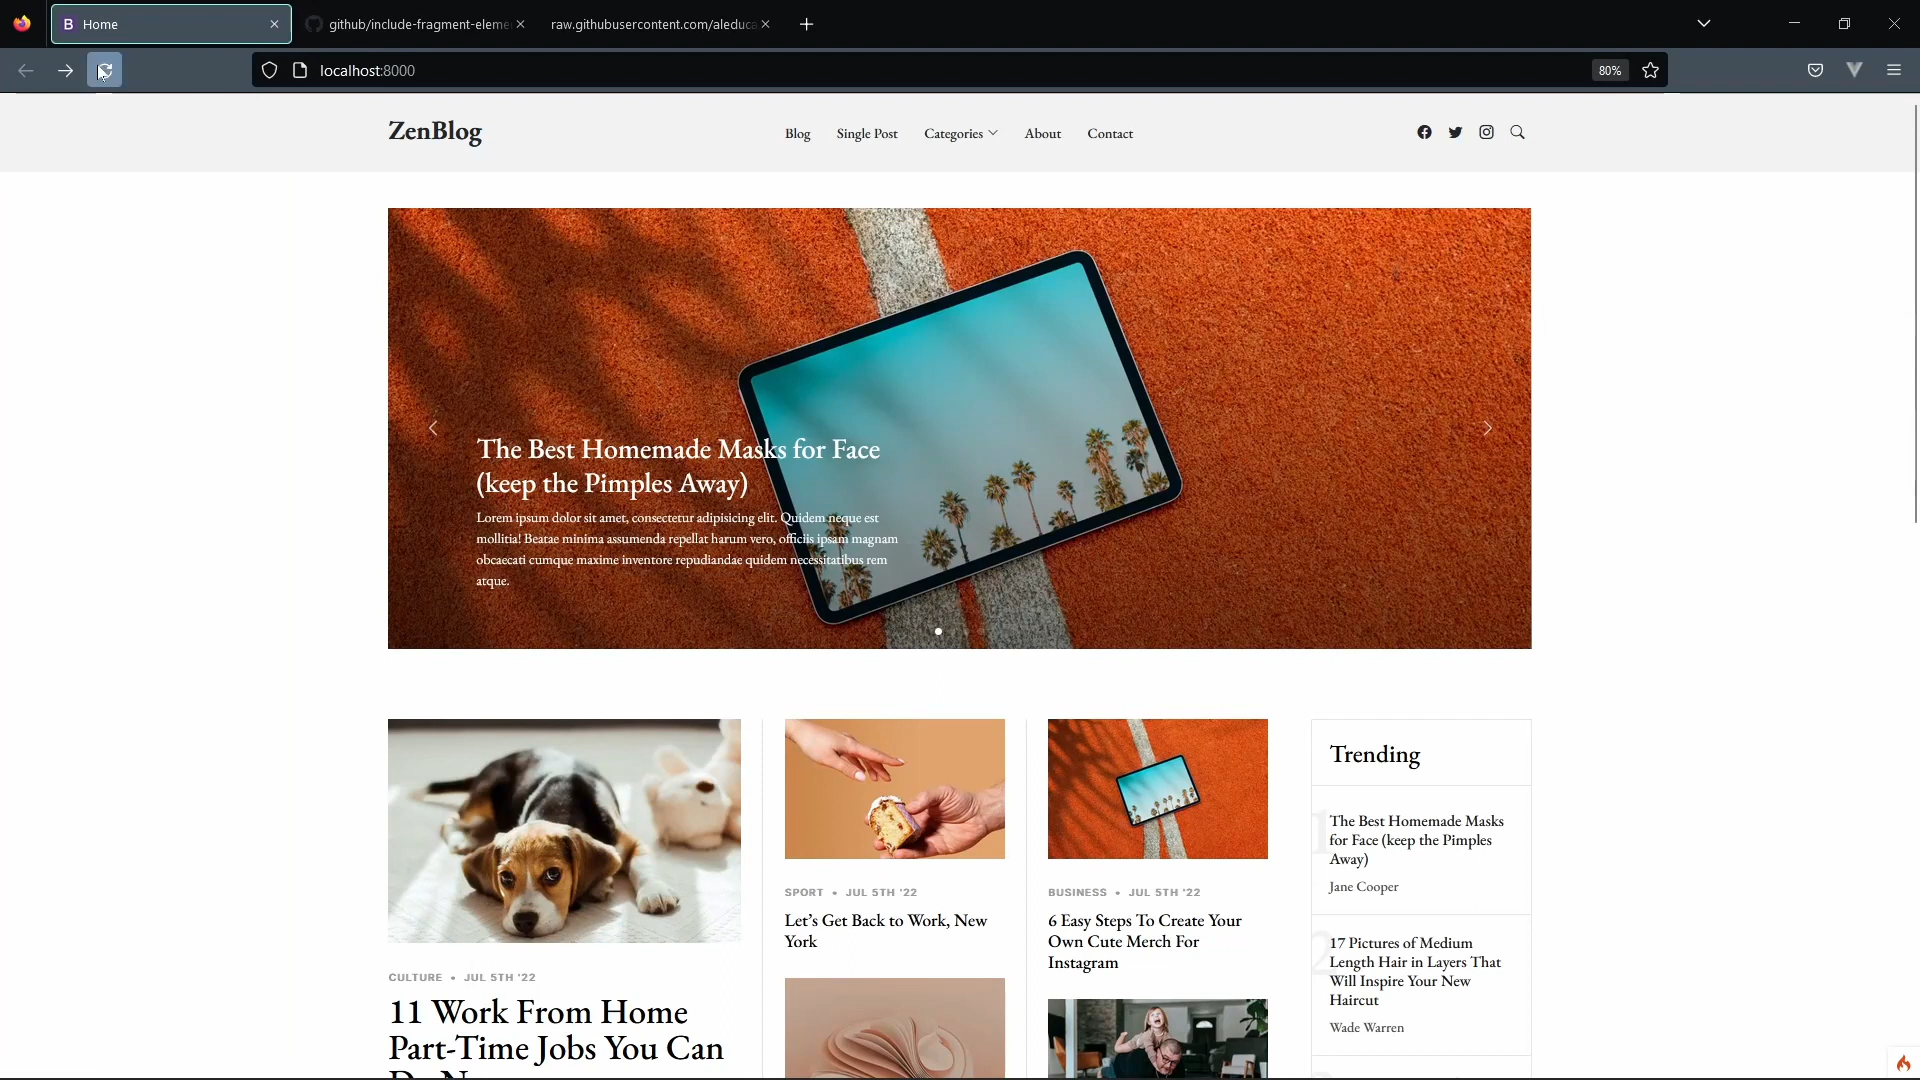 Home
github/include-fragment-eleme
raw.githubusercontent.com/aleduca
localhost:8000
80%
ZenBlog
Blog
Single Post
Categories
About
Contact
The Best Homemade Masks for Face
(keep the Pimples Away)
Lorem ipsum dolor sit amet, consectetur adipisicing elit. Quidem neque est
mollitia! Beatae minima assumenda repellat harum vero, officiis ipsam magnam
obcaecati cumque maxime inventore repudiandae quidem necessitatibus rem
atque.
CULTURE • JUL 5TH '22
11 Work From Home
Part-Time Jobs You Can
SPORT • JUL 5TH '22
Let’s Get Back to Work, New
York
BUSINESS • JUL 5TH '22
6 Easy Steps To Create Your
Own Cute Merch For
Instagram
Trending
1
The Best Homemade Masks
for Face (keep the Pimples
Away)
Jane Cooper
2
17 Pictures of Medium
Length Hair in Layers That
Will Inspire Your New
Haircut
Wade Warren